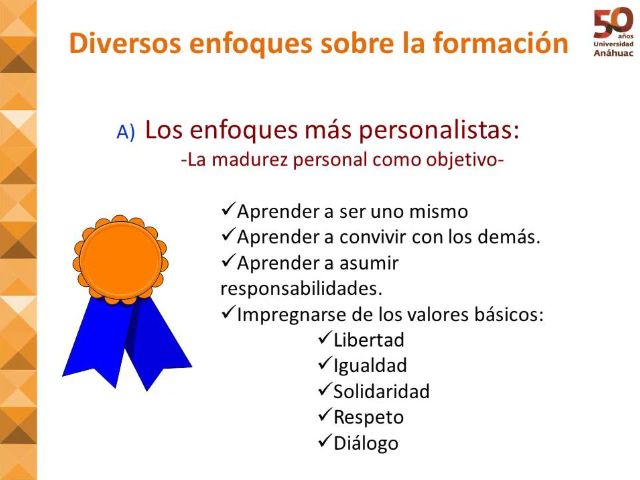 Diversos enfoques sobre la formación
50
años
Universidad
Anáhuac
A) Los enfoques más personalistas:
-La madurez personal como objetivo-
✓Aprender a ser uno mismo
✓Aprender a convivir con los demás.
✓Aprender a asumir
responsabilidades.
✓Impregnarse de los valores básicos:
✓Libertad
✓Igualdad
✓Solidaridad
✓Respeto
✓Diálogo